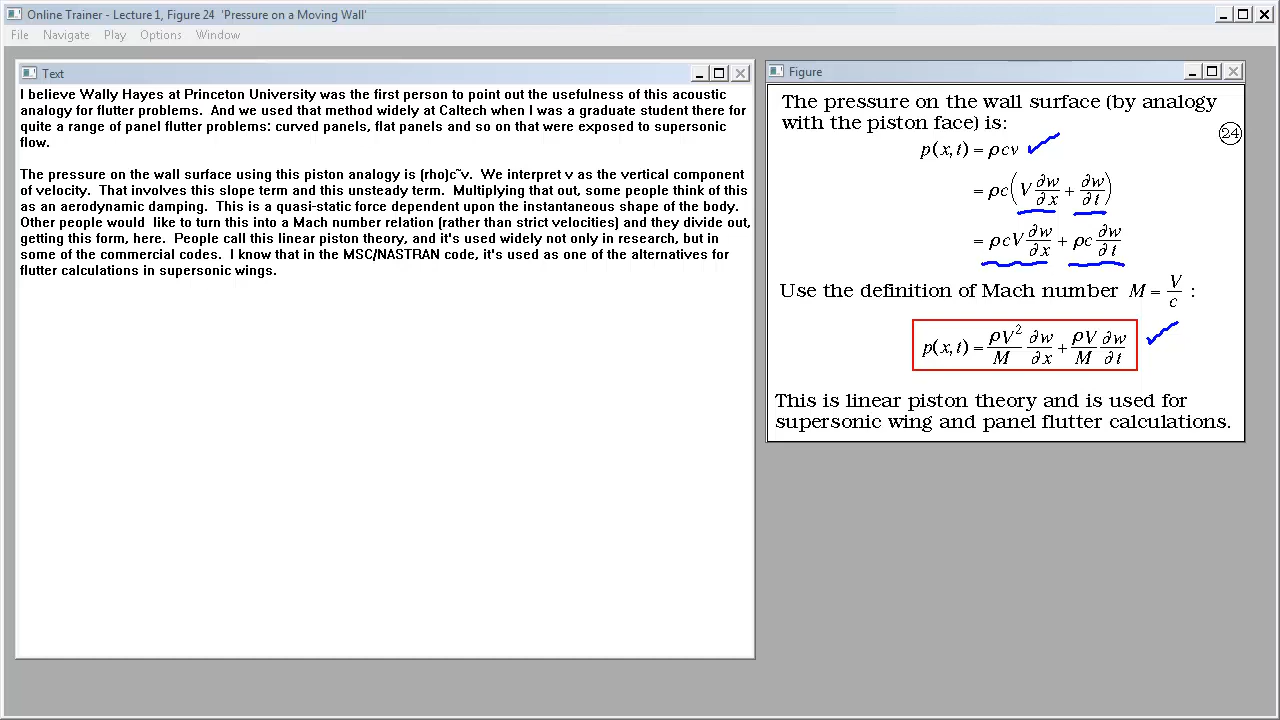 Online Trainer - Lecture 1, Figure 24  'Pressure on a Moving Wall'
File Navigate Play Options Window
Text
I believe Wally Hayes at Princeton University was the first person to point out the usefulness of this acoustic
analogy for flutter problems.  And we used that method widely at Caltech when I was a graduate student there for
quite a range of panel flutter problems: curved panels, flat panels and so on that were exposed to supersonic
flow.
The pressure on the wall surface using this piston analogy is (rho)c~v.  We interpret v as the vertical component
of velocity.  That involves this slope term and this unsteady term.  Multiplying that out, some people think of this
as an aerodynamic damping.  This is a quasi-static force dependent upon the instantaneous shape of the body.
Other people would  like to turn this into a Mach number relation (rather than strict velocities) and they divide out,
getting this form, here.  People call this linear piston theory, and it's used widely not only in research, but in
some of the commercial codes.  I know that in the MSC/NASTRAN code, it's used as one of the alternatives for
flutter calculations in supersonic wings.
Figure
The pressure on the wall surface (by analogy
with the piston face) is:
24
p(x,t) = ρcv
= ρc(V ∂w/∂x + ∂w/∂t)
= ρcV ∂w/∂x + ρc ∂w/∂t
Use the definition of Mach number M = V/c :
p(x,t) = ρV²/M ∂w/∂x + ρV/M ∂w/∂t
This is linear piston theory and is used for
supersonic wing and panel flutter calculations.